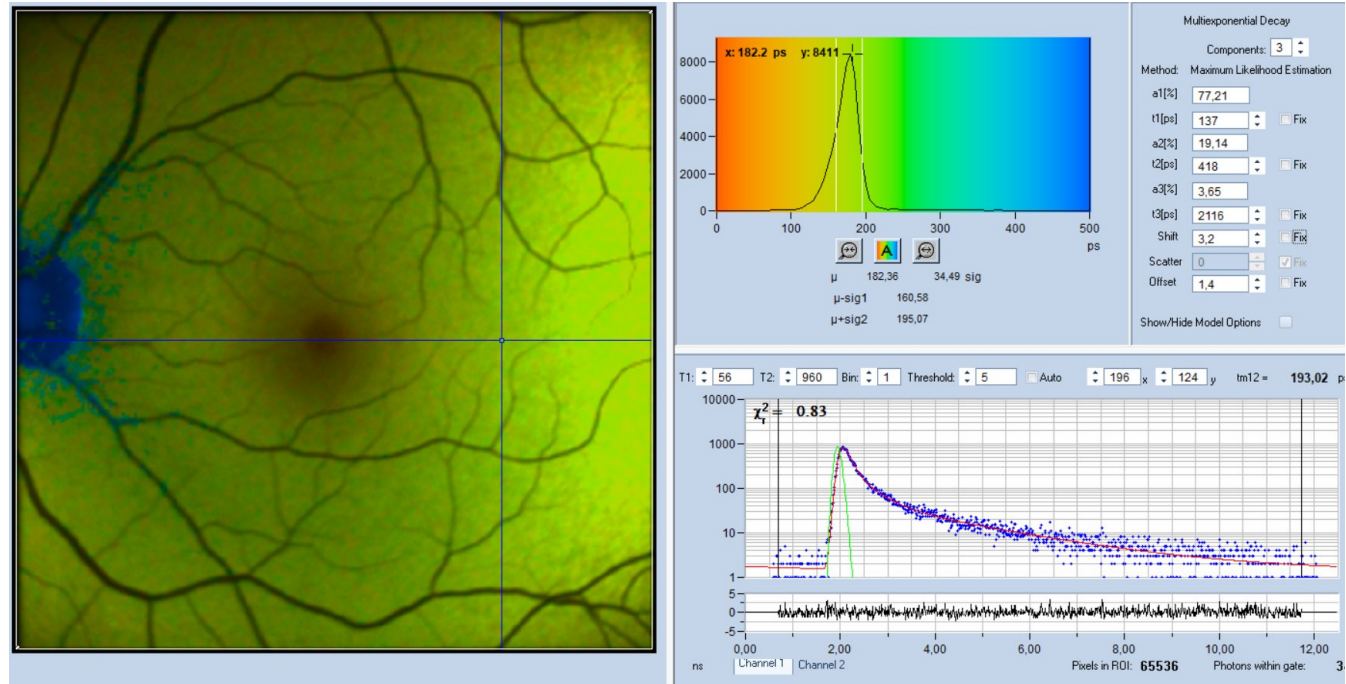 x: 182.2 ps y: 8411
8000
6000
4000
2000
0
0 100 200 300 400 500
ps
A
µ 182,36 34,49 sig
µ-sig1 160,58
µ+sig2 195,07
Multiexponential Decay
Components: 3
Method: Maximum Likelihood Estimation
a1[%] 77,21
t1[ps] 137 Fix
a2[%] 19,14
t2[ps] 418 Fix
a3[%] 3,65
t3[ps] 2116 Fix
Shift 3,2 Fix
Scatter 0 Fix
Offset 1,4 Fix
Show/Hide Model Options
T1: 56 T2: 960 Bin: 1 Threshold: 5 Auto 196 x 124 y tm12 = 193,02
χ²r = 0.83
10000
1000
100
10
1
5
0
-5
0,00 2,00 4,00 6,00 8,00 10,00 12,00
ns Channel 1 Channel 2 Pixels in ROI: 65536 Photons within gate: